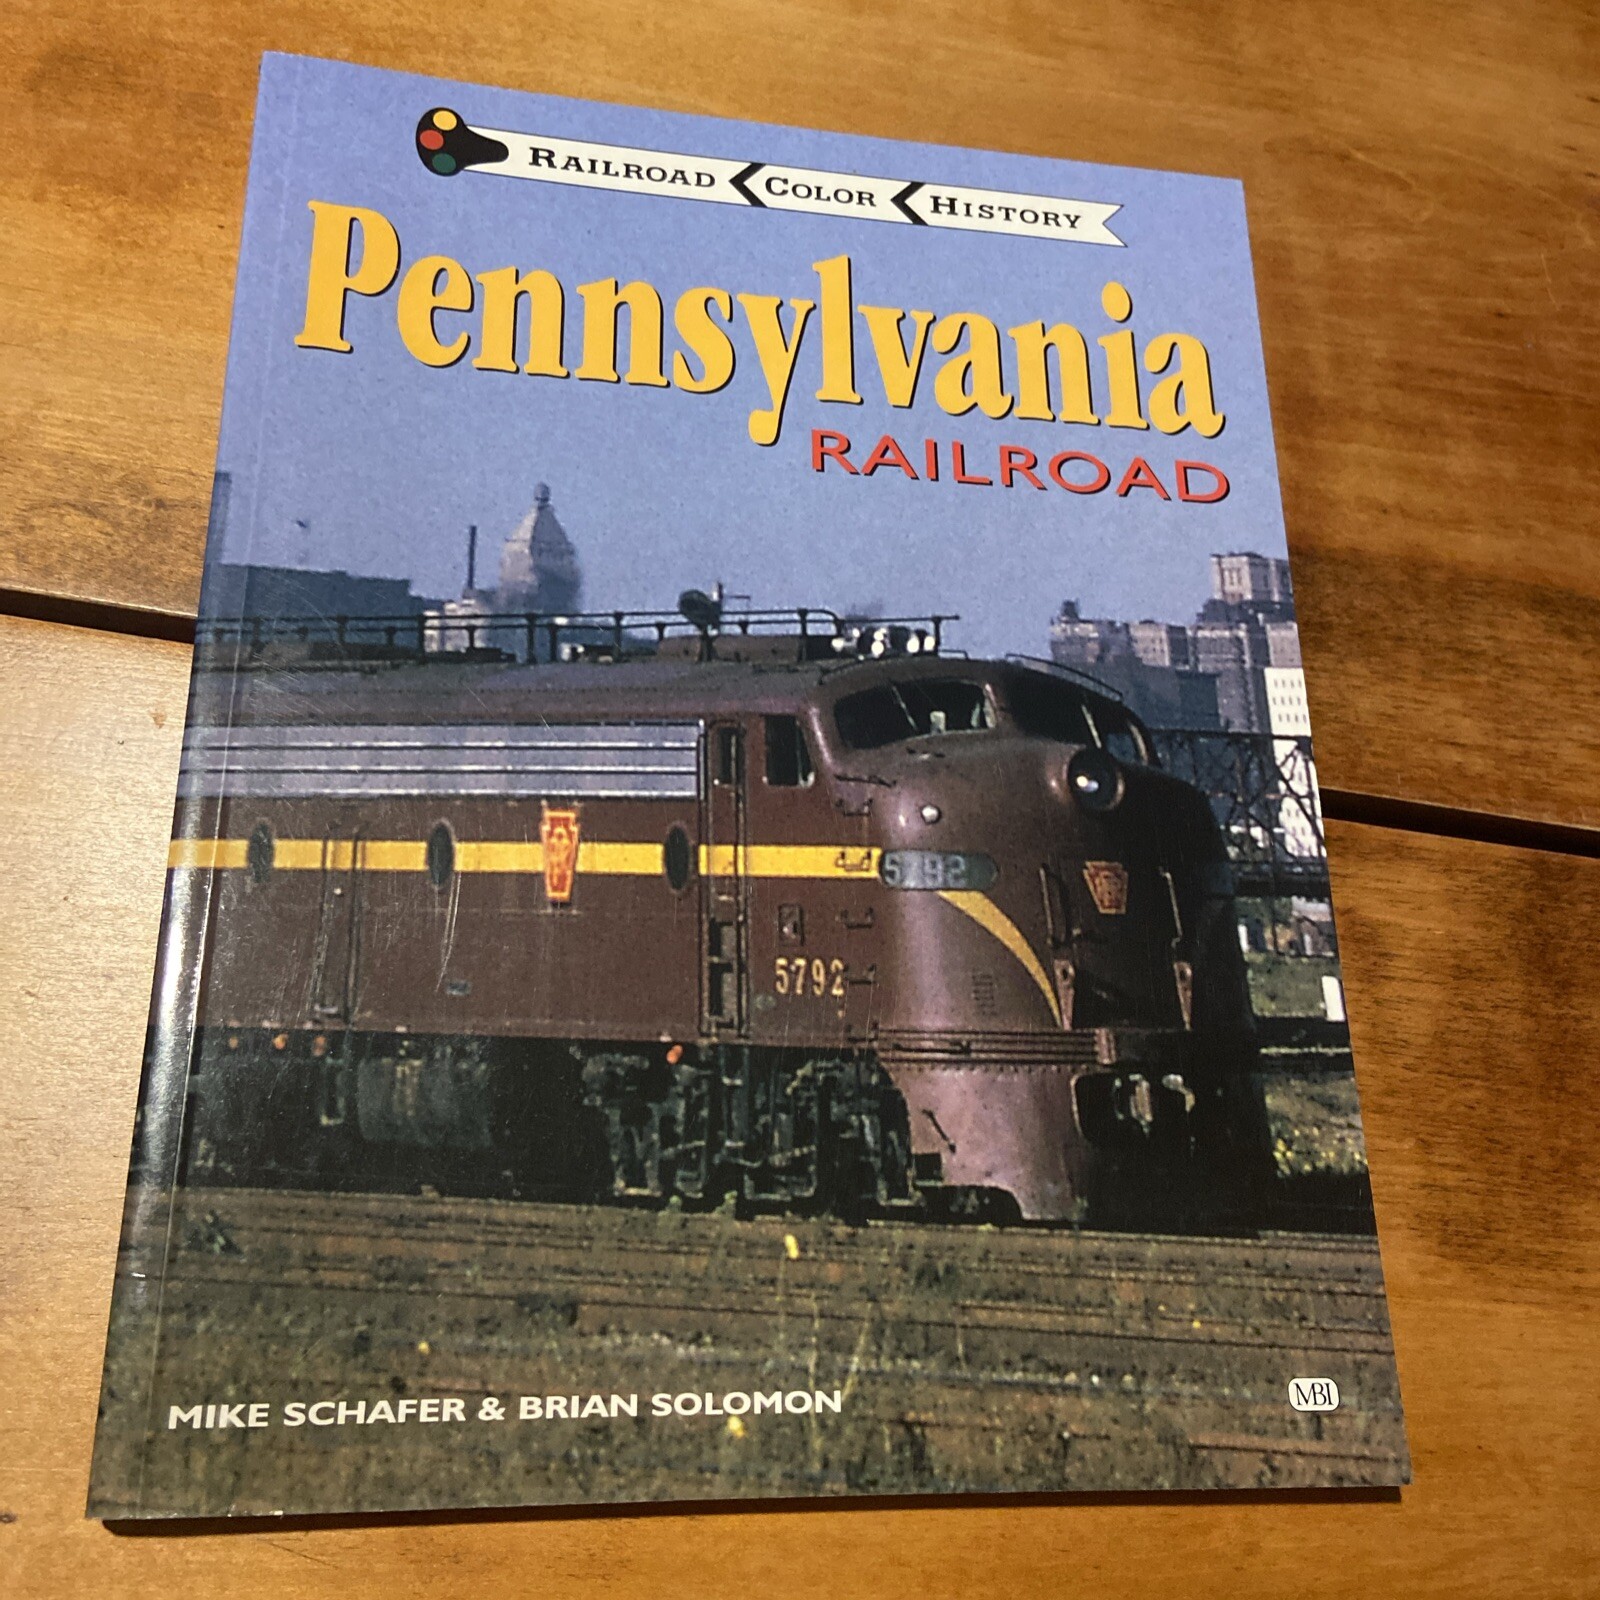 RAILROAD COLOR HISTORY
Pennsylvania
RAILROAD
5792
5792
MIKE SCHAFER & BRIAN SOLOMON
MBI